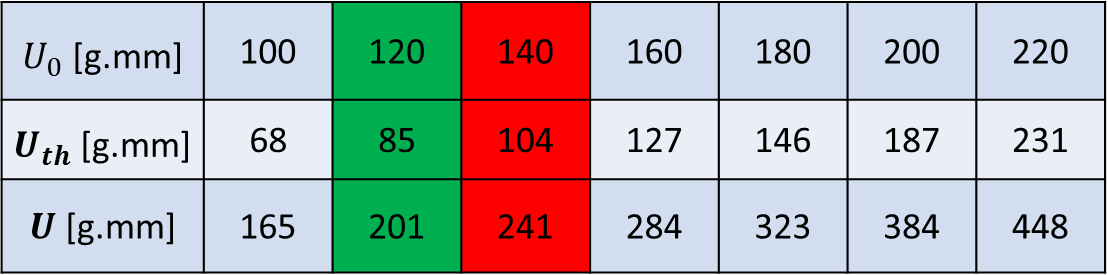 U₀ [g.mm] 100 120 140 160 180 200 220
Uₜₕ [g.mm] 68 85 104 127 146 187 231
U [g.mm] 165 201 241 284 323 384 448